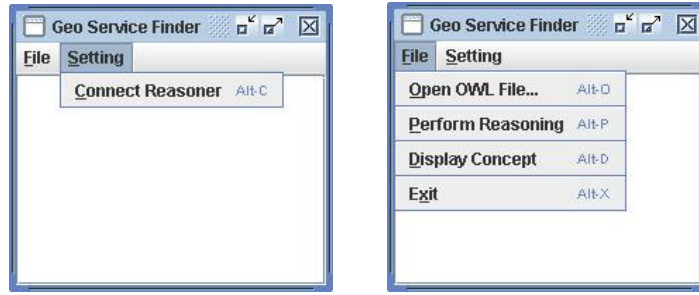 Geo Service Finder
File Setting
Connect Reasoner Alt-C
Geo Service Finder
File Setting
Open OWL File... Alt-O
Perform Reasoning Alt-P
Display Concept Alt-D
Exit Alt-X